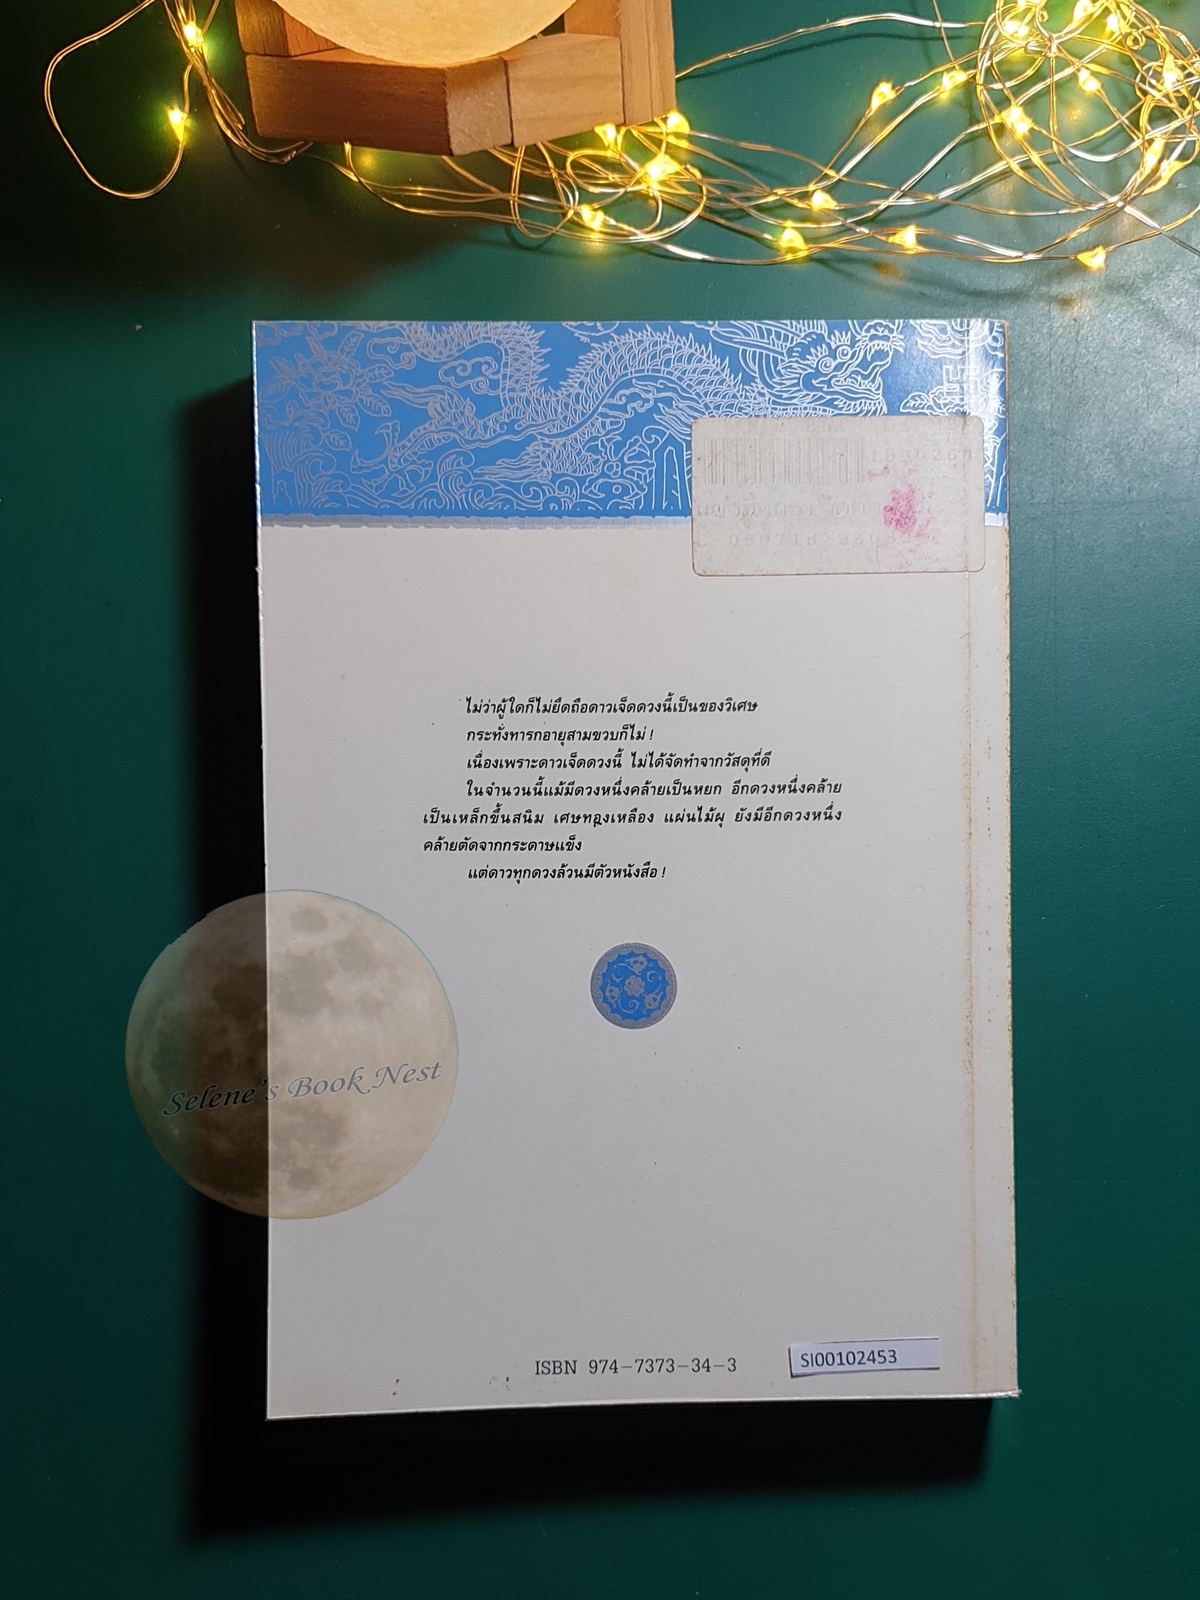 ไม่ว่าผู้ใดก็ไม่ยึดถือดาวเจ็ดดวงนี้เป็นของวิเศษ
กระทั่งทารกอายุสามขวบก็ไม่ !
เนื่องเพราะดาวเจ็ดดวงนี้ ไม่ได้จัดทำจากวัสดุที่ดี
ในจำนวนนี้แม้มีดวงหนึ่งคล้ายเป็นหยก อีกดวงหนึ่งคล้าย
เป็นเหล็กขึ้นสนิม เศษทองเหลือง แผ่นไม้ผุ ยังมีอีกดวงหนึ่ง
คล้ายตัดจากกระดาษแข็ง
แต่ดาวทุกดวงล้วนมีตัวหนังสือ !
Selene's Book Nest
ISBN 974-7373-34-3
SI00102453